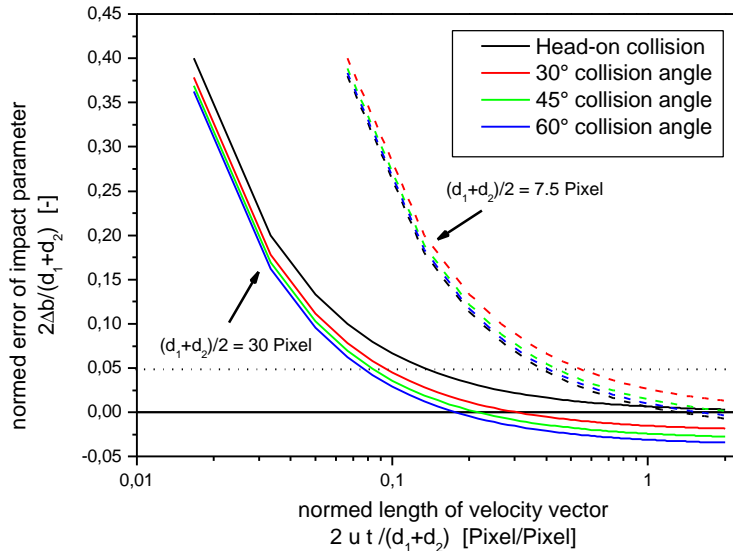 0,45
0,40
0,35
0,30
0,25
0,20
0,15
0,10
0,05
0,00
-0,05
normed error of impact parameter
2Δb/(d₁+d₂) [-]
Head-on collision
30° collision angle
45° collision angle
60° collision angle
(d₁+d₂)/2 = 7.5 Pixel
(d₁+d₂)/2 = 30 Pixel
0,01 0,1 1
normed length of velocity vector
2 u t /(d₁+d₂) [Pixel/Pixel]